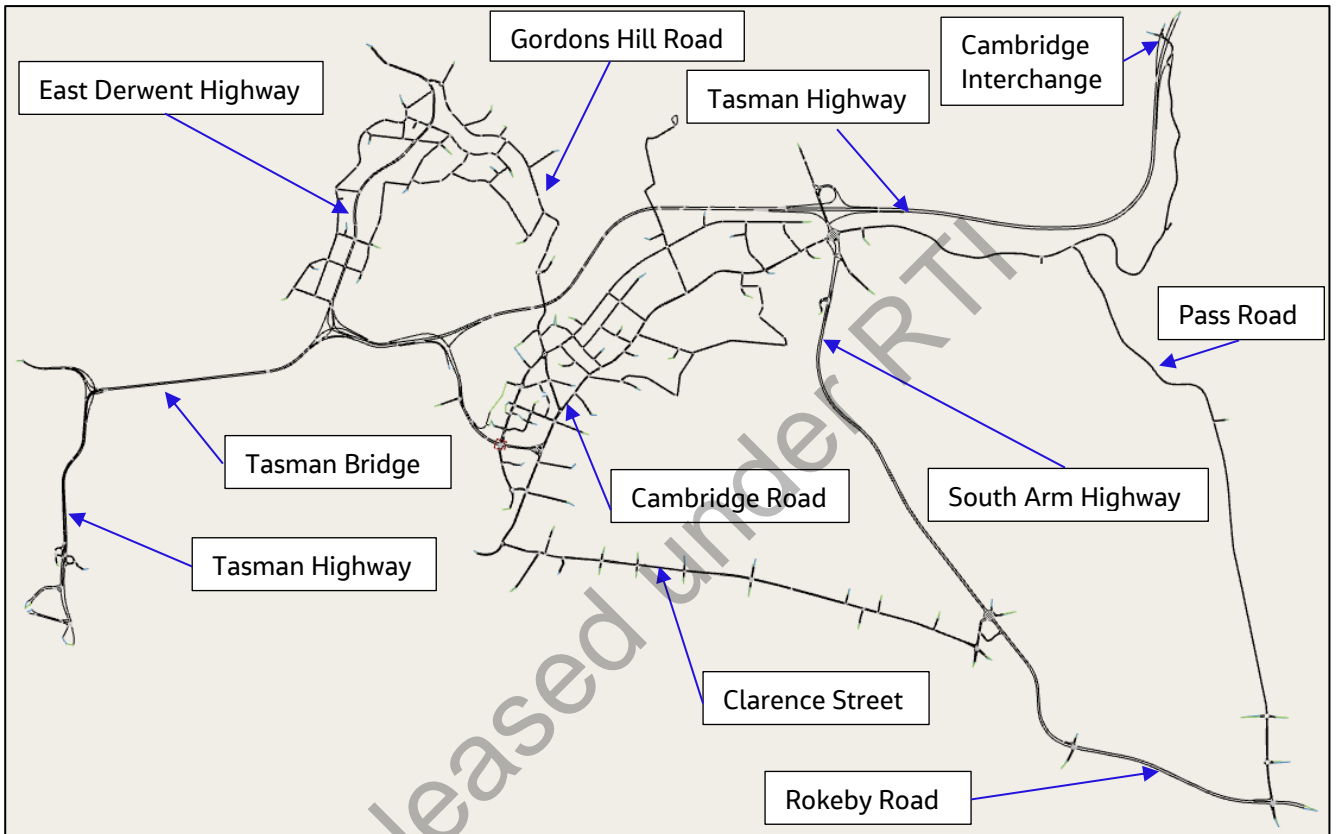 Gordons Hill Road
Cambridge
Interchange
East Derwent Highway
Tasman Highway
Pass Road
Tasman Bridge
Cambridge Road
South Arm Highway
Tasman Highway
Clarence Street
Rokeby Road
leased under RTI